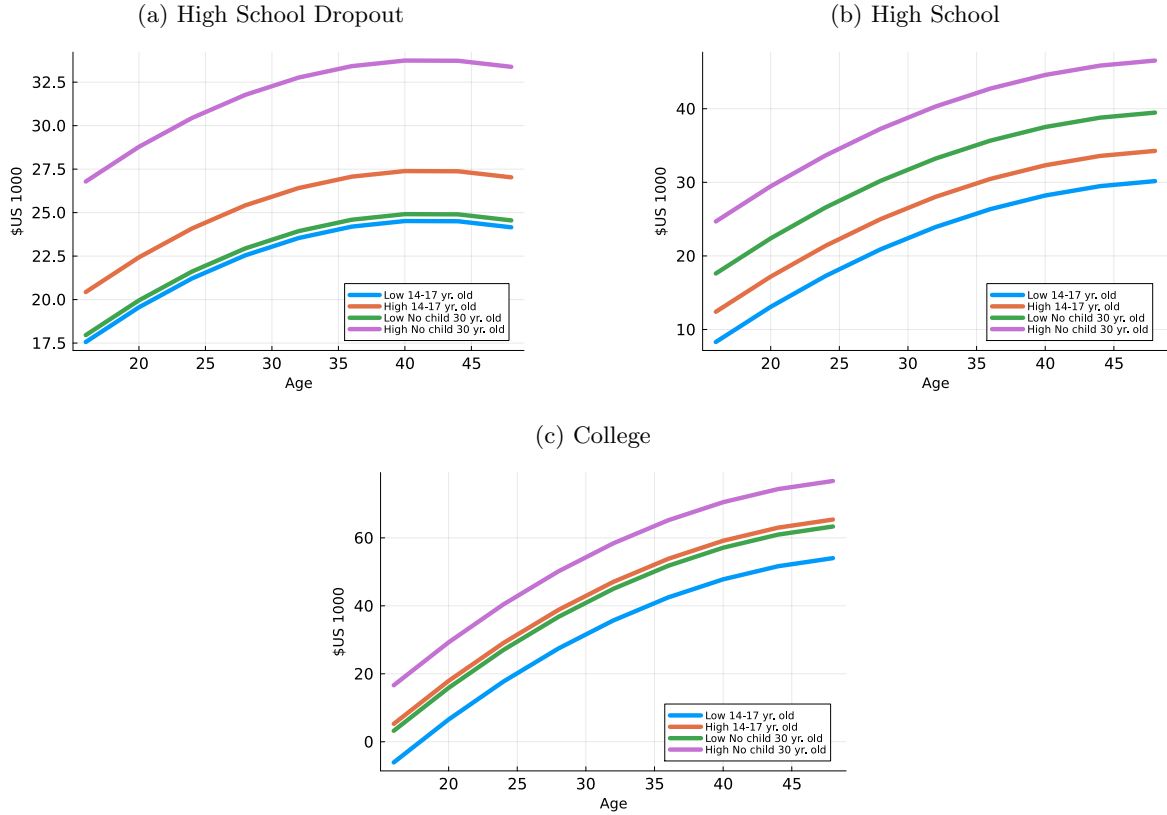 (a) High School Dropout
$US 1000
32.5
30.0
27.5
25.0
22.5
20.0
17.5
20 25 30 35 40 45
Age
Low 14-17 yr. old
High 14-17 yr. old
Low No child 30 yr. old
High No child 30 yr. old
(b) High School
$US 1000
40
30
20
10
20 25 30 35 40 45
Age
Low 14-17 yr. old
High 14-17 yr. old
Low No child 30 yr. old
High No child 30 yr. old
(c) College
$US 1000
60
40
20
0
20 25 30 35 40 45
Age
Low 14-17 yr. old
High 14-17 yr. old
Low No child 30 yr. old
High No child 30 yr. old